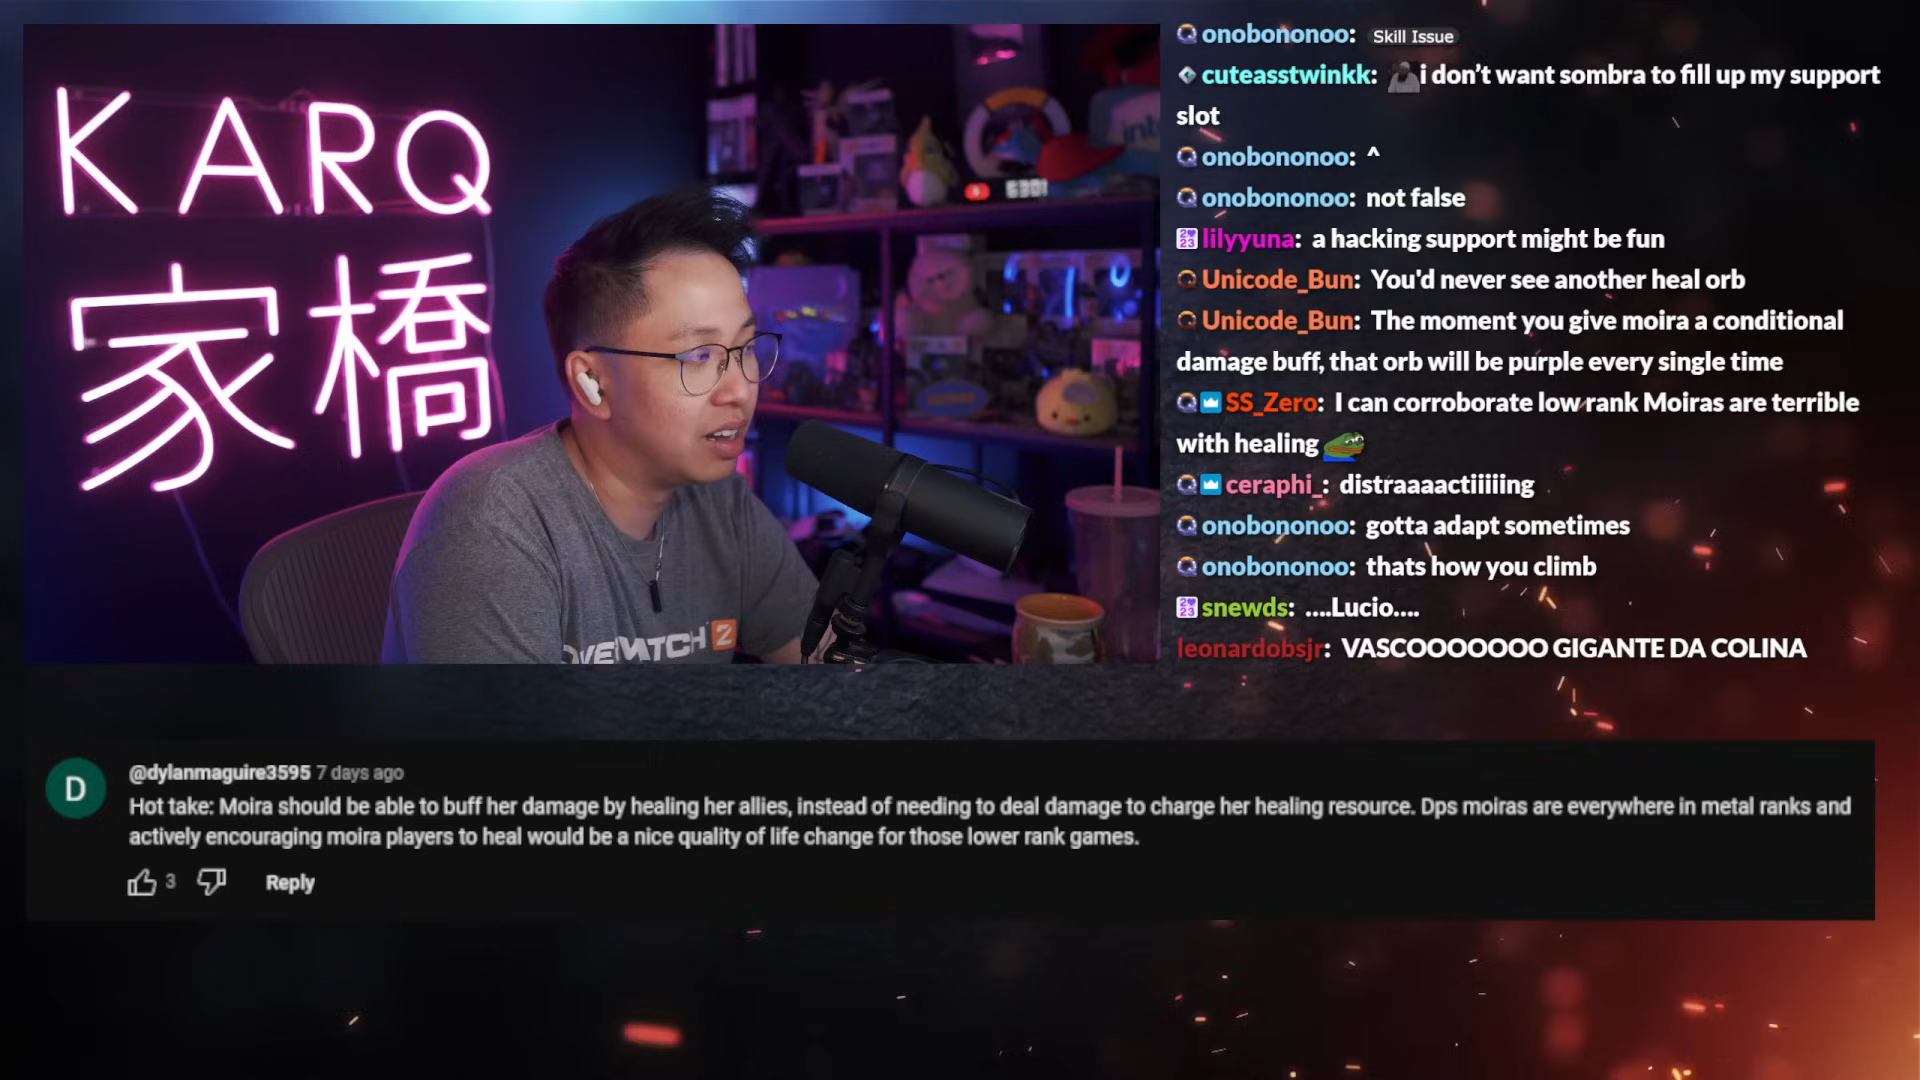 KARQ
家橋
6301
OVERWATCH 2
onobononoo: Skill Issue
cuteasstwinkk: i don't want sombra to fill up my support
slot
onobononoo: ^
onobononoo: not false
lilyyuna: a hacking support might be fun
Unicode_Bun: You'd never see another heal orb
Unicode_Bun: The moment you give moira a conditional
damage buff, that orb will be purple every single time
SS_Zero: I can corroborate low rank Moiras are terrible
with healing
ceraphi_: distraaaactiiiiing
onobononoo: gotta adapt sometimes
onobononoo: thats how you climb
snewds: ....Lucio....
leonardobsjr: VASCOOOOOOO GIGANTE DA COLINA
D
@dylanmaguire3595 7 days ago
Hot take: Moira should be able to buff her damage by healing her allies, instead of needing to deal damage to charge her healing resource. Dps moiras are everywhere in metal ranks and
actively encouraging moira players to heal would be a nice quality of life change for those lower rank games.
3 Reply